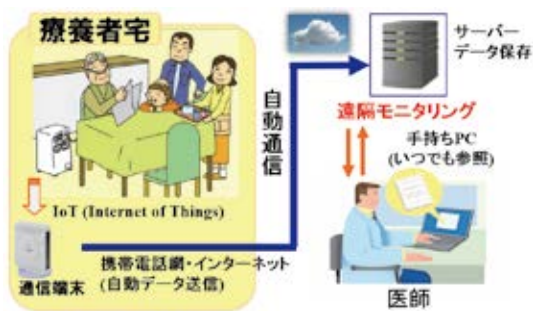 療養者宅
IoT (Internet of Things)
通信端末
携帯電話網・インターネット
(自動データ送信)
自動通信
サーバー
データ保存
遠隔モニタリング
手持ちPC
(いつでも参照)
医師